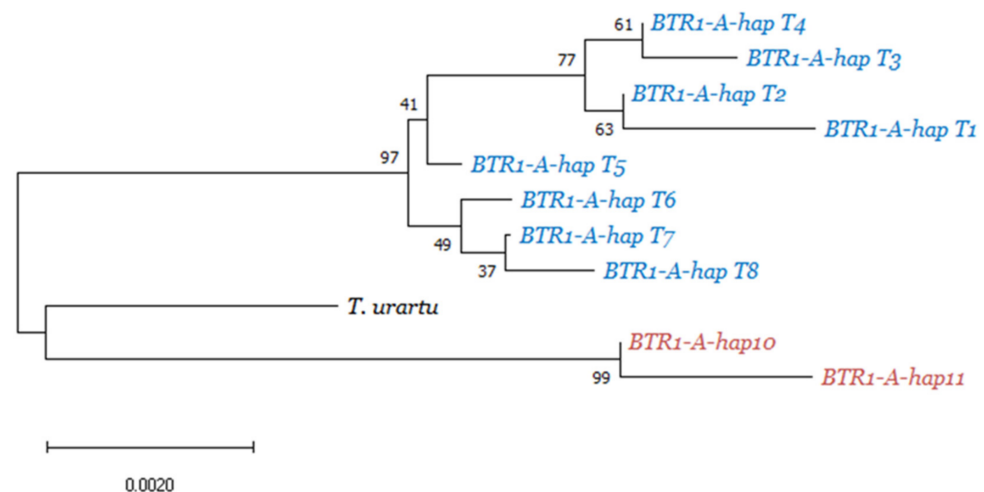 61 BTR1-A-hap T4
77 BTR1-A-hap T3
BTR1-A-hap T2
41
63 BTR1-A-hap T1
97 BTR1-A-hap T5
BTR1-A-hap T6
49 BTR1-A-hap T7
37 BTR1-A-hap T8
T. urartu
BTR1-A-hap10
99 BTR1-A-hap11
0.0020